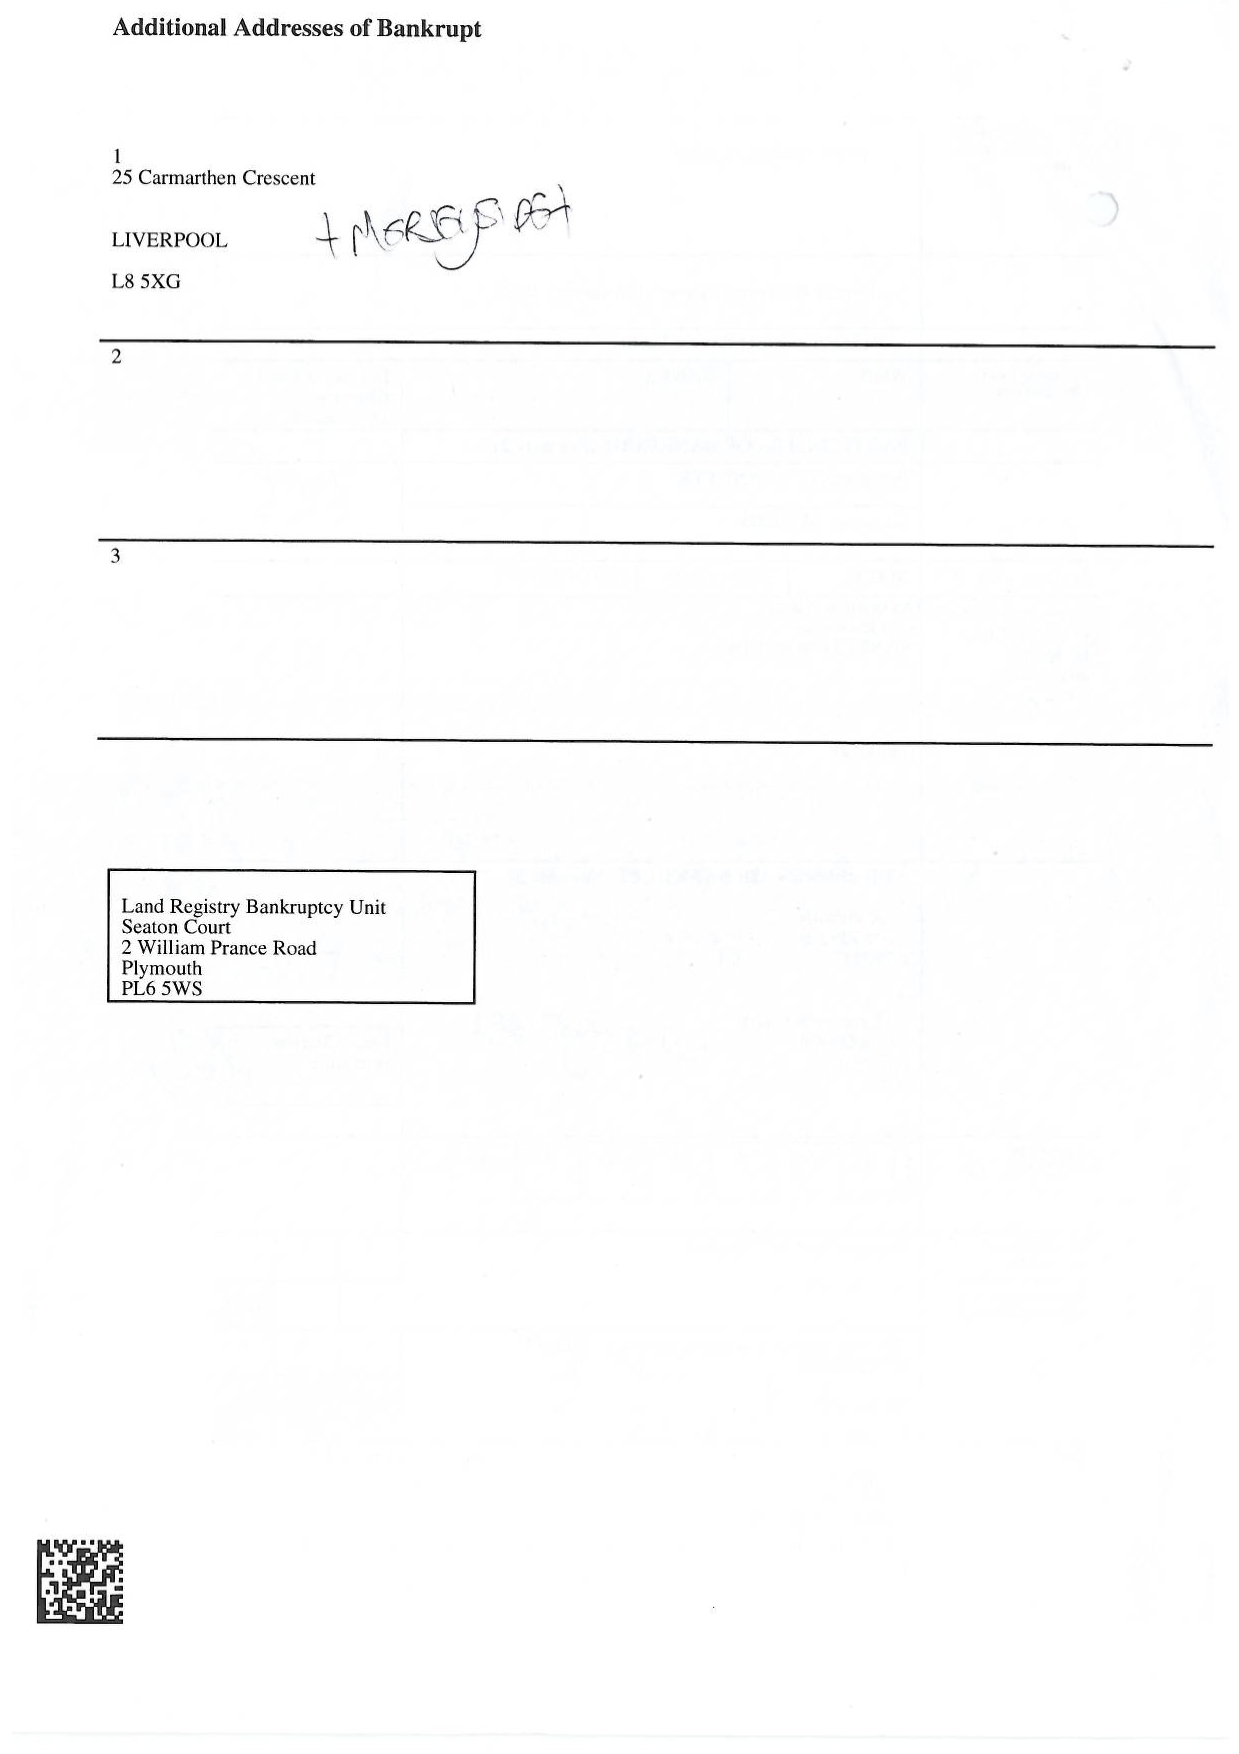 Additional Addresses of Bankrupt
1
25 Carmarthen Crescent
LIVERPOOL
+ MERSEYSIDE +
L8 5XG
2
3
Land Registry Bankruptcy Unit
Seaton Court
2 William Prance Road
Plymouth
PL6 5WS